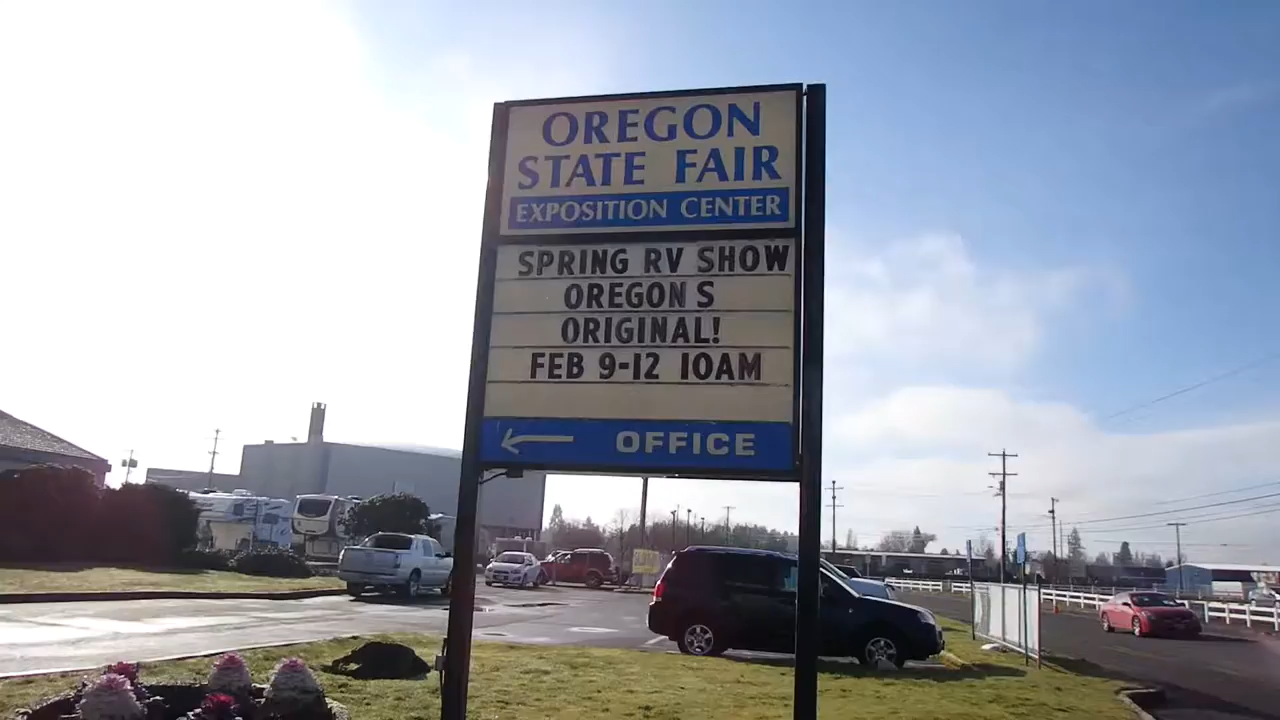 OREGON
STATE FAIR
EXPOSITION CENTER
SPRING RV SHOW
OREGON S
ORIGINAL!
FEB 9-12 10AM
OFFICE